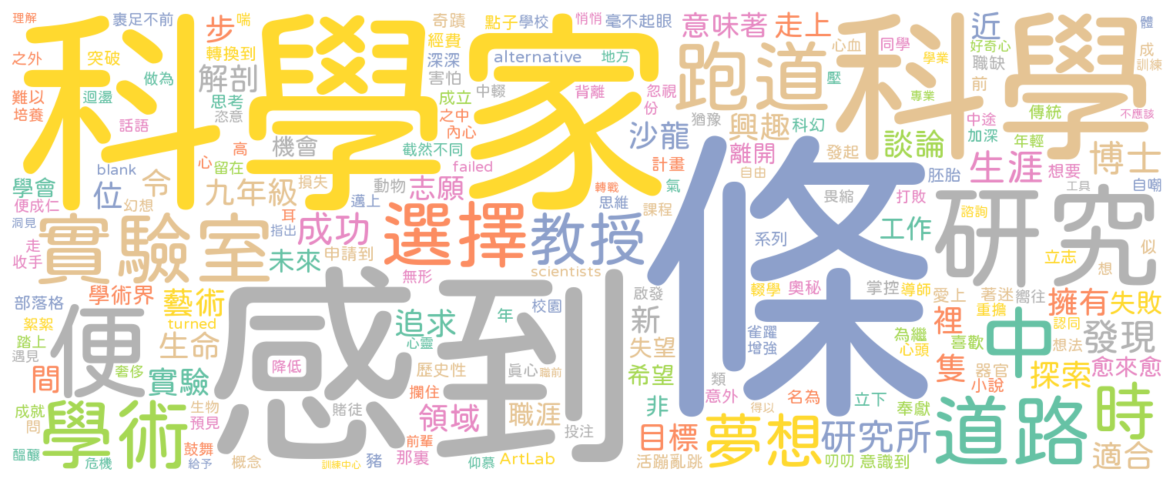 科學家
感到
條
科學
研究
便
選擇
教授
實驗室
跑道
道路
中
學術
夢想
時
成功
九年級
志願
追求
領域
職涯
藝術
生命
實驗
間
未來
機會
位
令
解剖
步
意味著
走上
近
興趣
談論
沙龍
離開
生涯
博士
工作
擁有
裡
失敗
發現
新
失望
希望
非
隻
探索
愈來愈
目標
研究所
適合
理解
裹足不前
喘
之外
突破
轉換到
做為
迴盪
思考
恣意
難以
培養
話語
奇蹟
經費
深深
害怕
成立
之中
內心
中輟
點子
學校
悄悄
毫不起眼
alternative
地方
背離
忽視
份
心血
同學
壓
猶豫
科幻
職缺
學業
專業
前
好奇心
體
成
訓練
傳統
不應該
中途
加深
年輕
想要
計畫
發起
自由
胚胎
自嘲
氣
畏縮
打敗
工具
諮詢
系列
立志
想
似
blank
高
心
留在
截然不同
failed
學會
便成仁
幻想
洞見
損失
動物
轉戰
思維
邁上
耳
指出
課程
走
收手
申請到
無形
scientists
部落格
學術界
turned
絮絮
踏上
遇見
奢侈
年
校園
心靈
降低
歷史性
攔住
眞心
職前
成就
問
生物
預見
賭徒
投注
醞釀
危機
鼓舞
給予
概念
訓練中心
豬
前輩
那裏
仰慕
ArtLab
啟發
輟學
奧秘
掌控
導師
愛上
著迷
嚮往
重擔
雀躍
增強
為繼
心頭
喜歡
認同
想法
類
器官
小說
意外
名為
立下
奉獻
得以
活蹦亂跳
叨叨
意識到